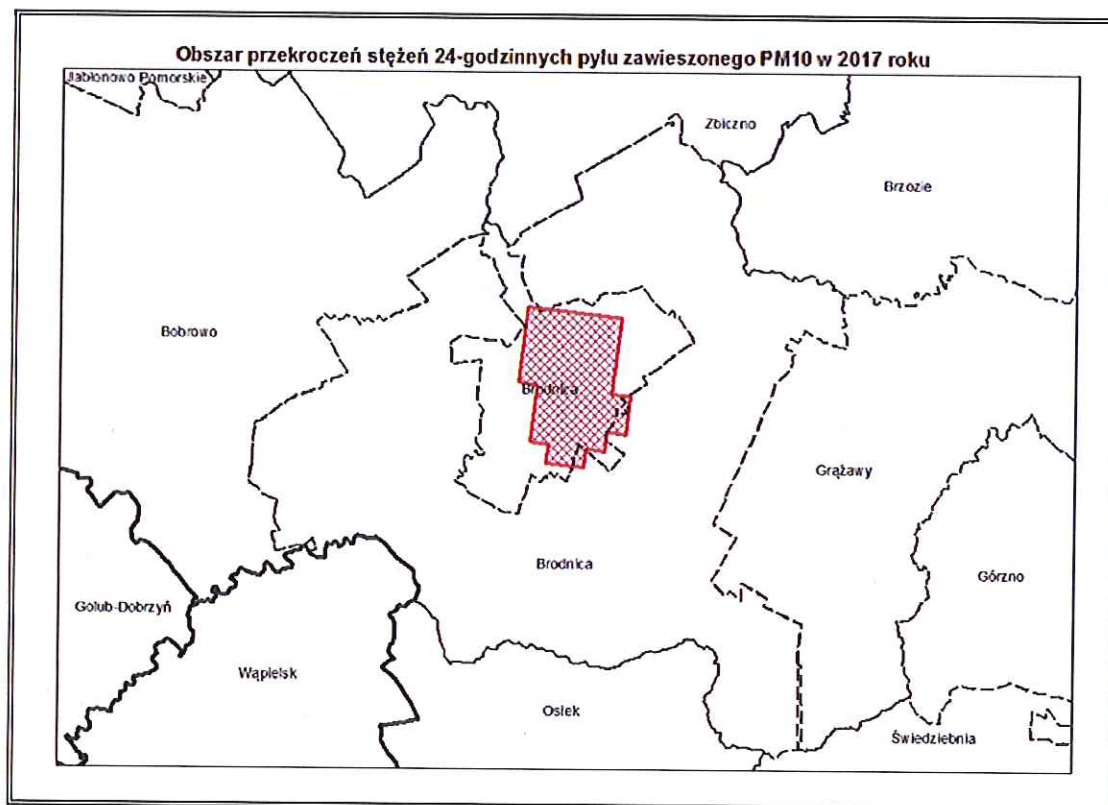 Obszar przekroczeń stężeń 24-godzinnych pyłu zawieszonego PM10 w 2017 roku
Jabłonowo Pomorskie
Zbiczno
Brzozie
Bobrowo
Brodnica
Grążawy
Brodnica
Górzno
Golub-Dobrzyń
Wąpielsk
Osiek
Świedziebnia